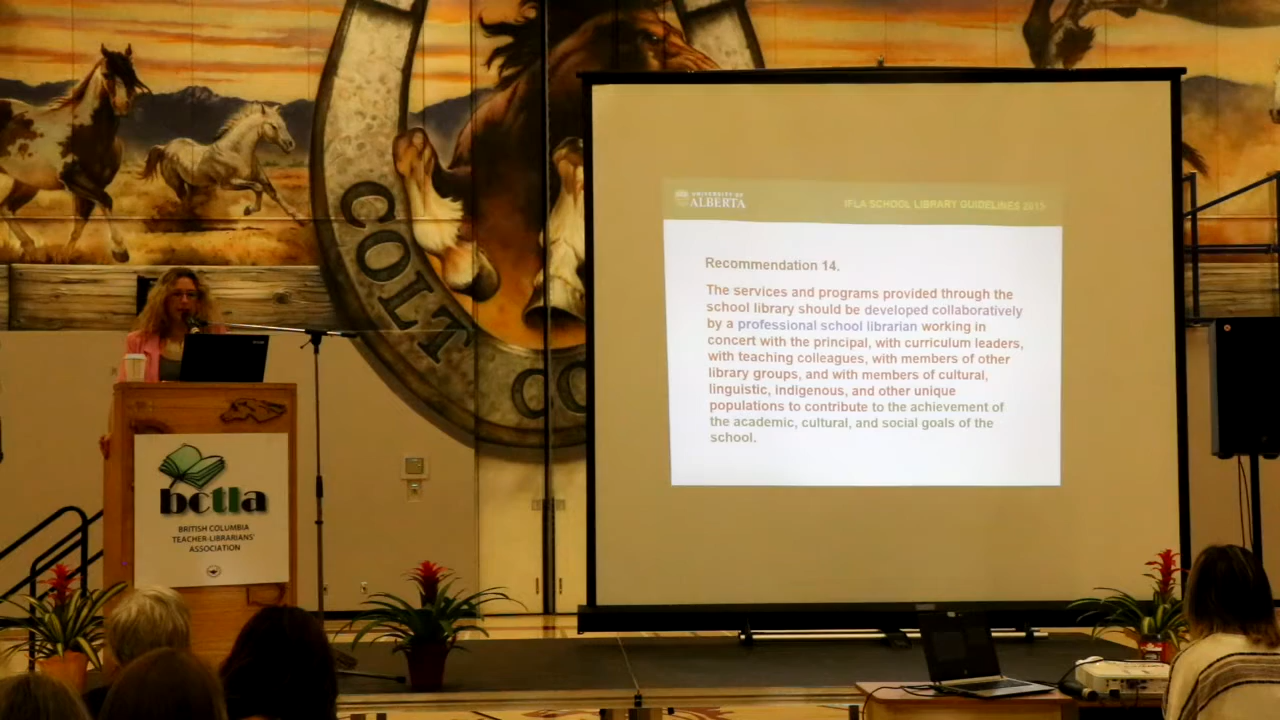 COLT
CO
UNIVERSITY OF
ALBERTA
IFLA SCHOOL LIBRARY GUIDELINES 2015
Recommendation 14.
The services and programs provided through the
school library should be developed collaboratively
by a professional school librarian working in
concert with the principal, with curriculum leaders,
with teaching colleagues, with members of other
library groups, and with members of cultural,
linguistic, indigenous, and other unique
populations to contribute to the achievement of
the academic, cultural, and social goals of the
school.
bctla
BRITISH COLUMBIA
TEACHER-LIBRARIANS'
ASSOCIATION